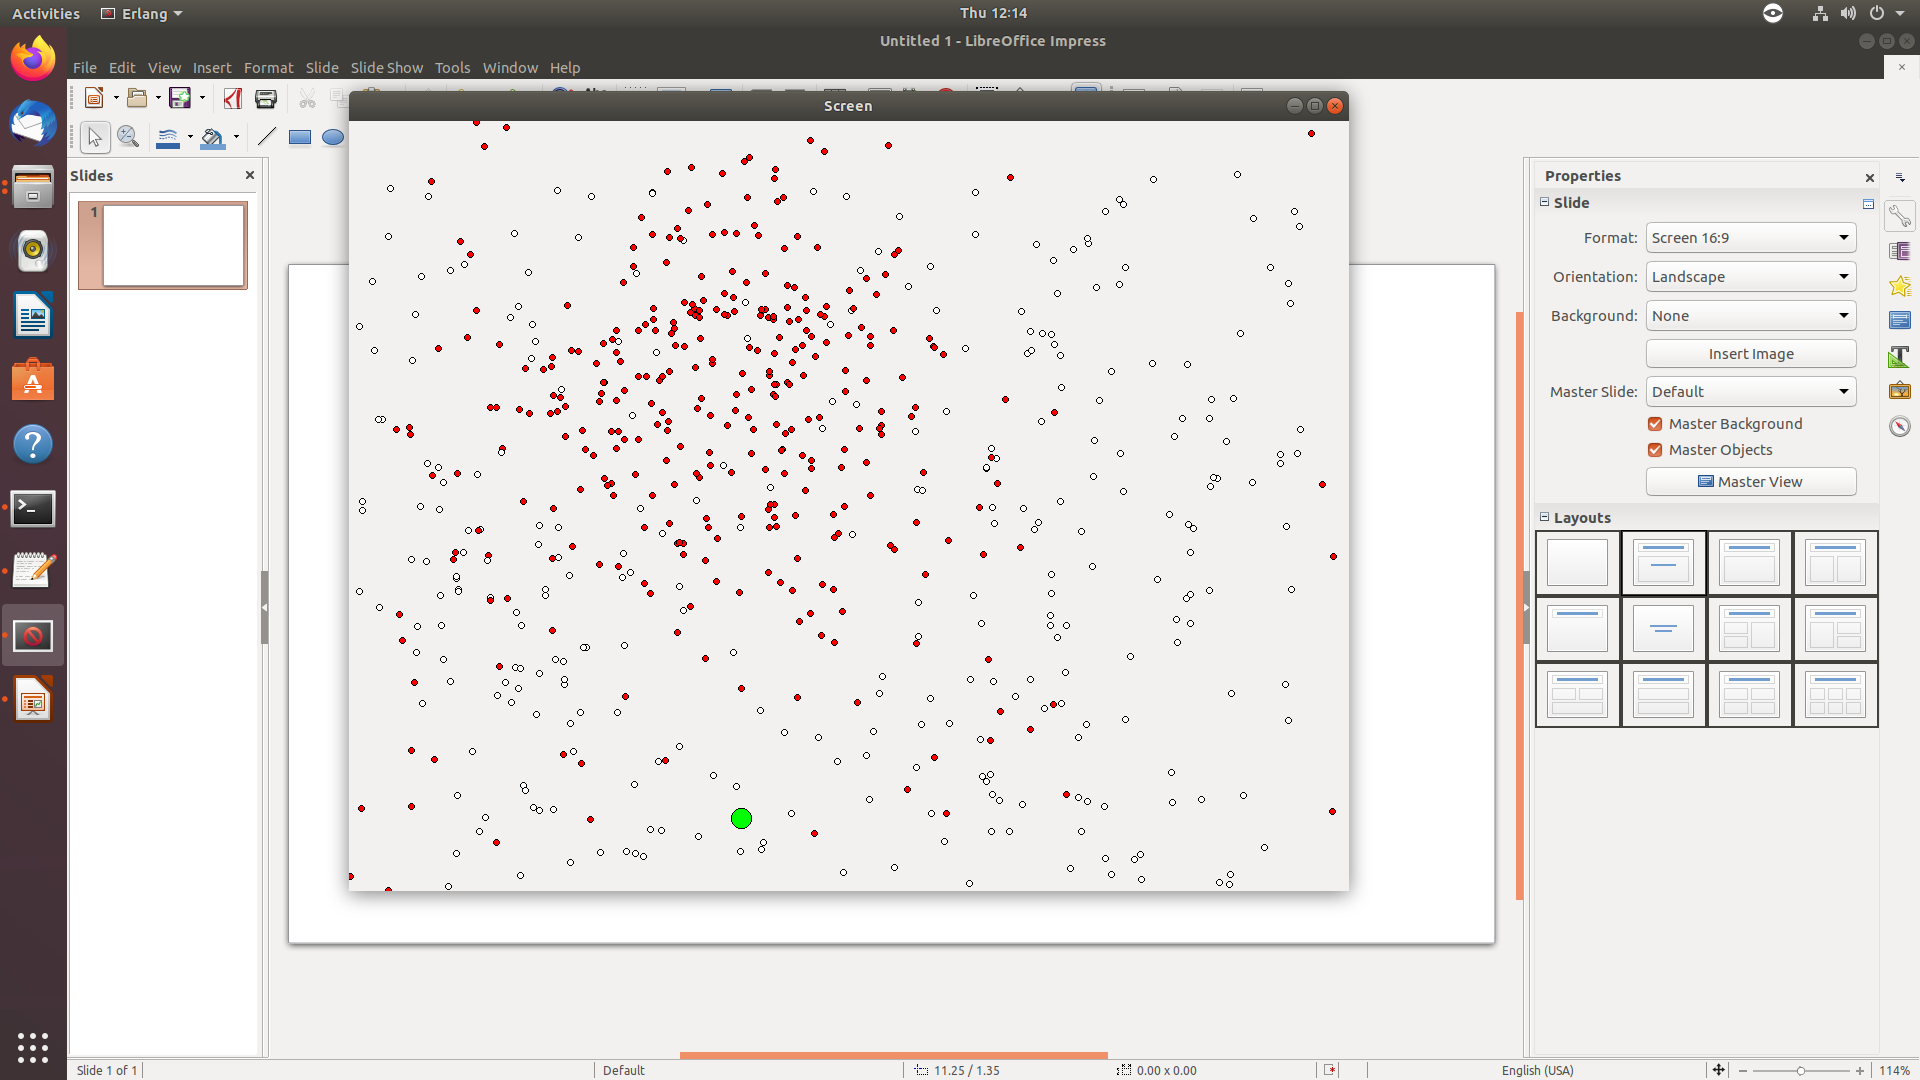 Activities
Erlang
Thu 12:14
Untitled 1 - LibreOffice Impress
File Edit View Insert Format Slide Slide Show Tools Window Help
Screen
Slides
1
Properties
Slide
Format: Screen 16:9
Orientation: Landscape
Background: None
Insert Image
Master Slide: Default
Master Background
Master Objects
Master View
Layouts
Slide 1 of 1
Default
11.25 / 1.35
0.00 x 0.00
English (USA)
114%